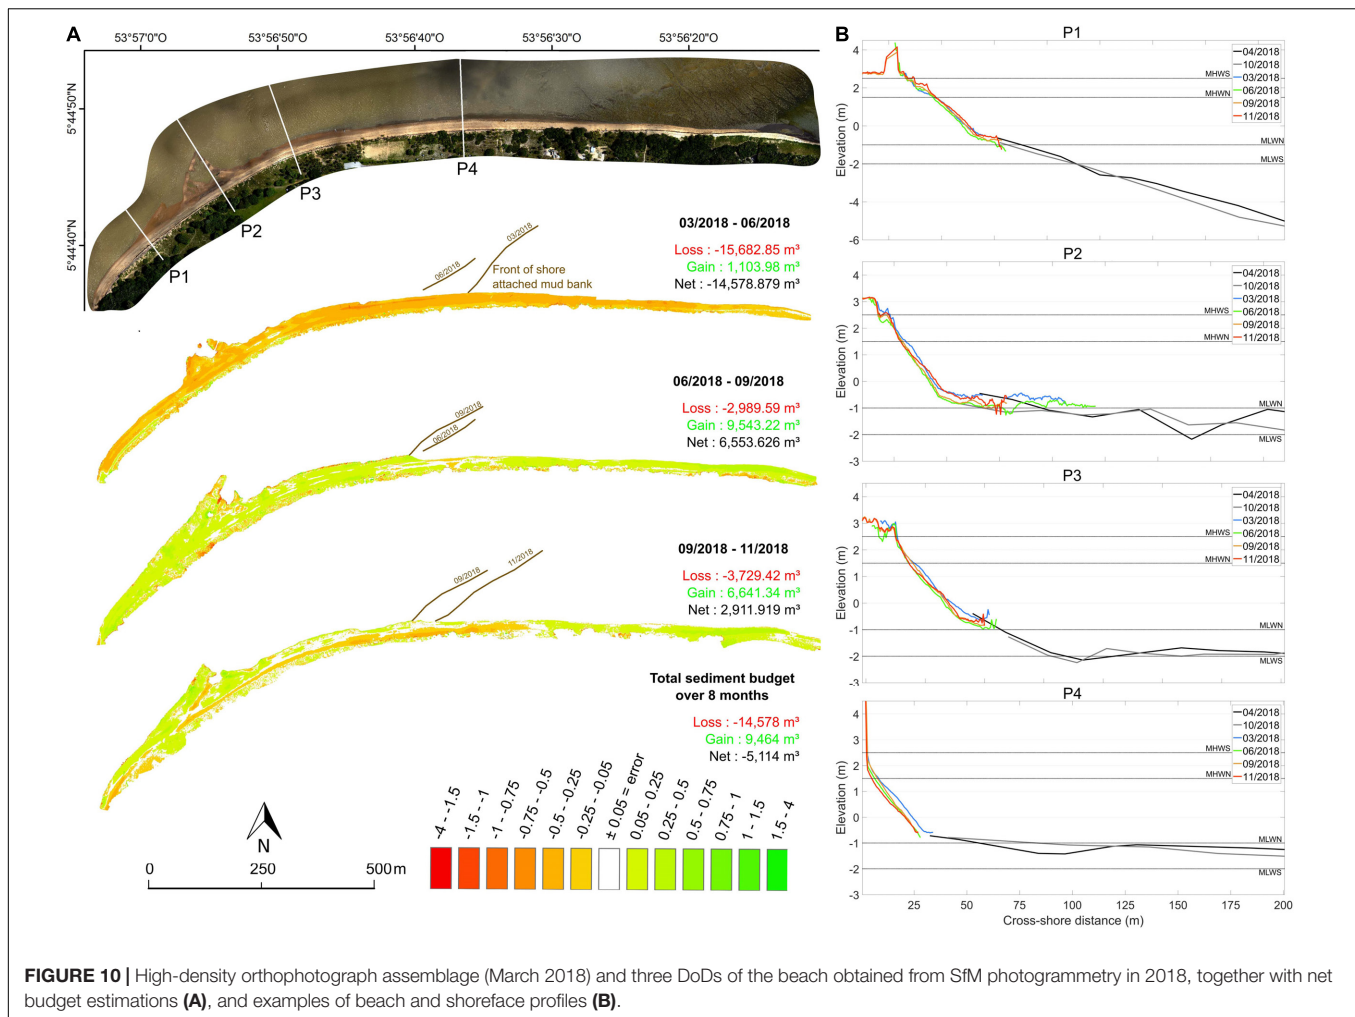 A
53°57'0"O
53°56'50"O
53°56'40"O
53°56'30"O
53°56'20"O
5°44'50"N
5°44'40"N
P1
P2
P3
P4
03/2018 - 06/2018
Loss : -15,682.85 m³
Gain : 1,103.98 m³
Net : -14,578.879 m³
06/2018
03/2018
Front of shore
attached mud bank
06/2018 - 09/2018
Loss : -2,989.59 m³
Gain : 9,543.22 m³
Net : 6,553.626 m³
09/2018
06/2018
09/2018 - 11/2018
Loss : -3,729.42 m³
Gain : 6,641.34 m³
Net : 2,911.919 m³
09/2018
11/2018
Total sediment budget
over 8 months
Loss : -14,578 m³
Gain : 9,464 m³
Net : -5,114 m³
N
0
250
500 m
-4 - -1.5
-1.5 - -1
-1 - -0.75
-0.75 - -0.5
-0.5 - -0.25
-0.25 - -0.05
± 0.05 = error
0.05 - 0.25
0.25 - 0.5
0.5 - 0.75
0.75 - 1
1 - 1.5
1.5 - 4
B
P1
Elevation (m)
4
2
0
-2
-4
-6
MHWS
MHWN
MLWN
MLWS
04/2018
10/2018
03/2018
06/2018
09/2018
11/2018
P2
Elevation (m)
4
3
2
1
0
-1
-2
-3
MHWS
MHWN
MLWN
MLWS
04/2018
10/2018
03/2018
06/2018
09/2018
11/2018
P3
Elevation (m)
4
3
2
1
0
-1
-2
-3
MHWS
MHWN
MLWN
MLWS
04/2018
10/2018
03/2018
06/2018
09/2018
11/2018
P4
Elevation (m)
4
3
2
1
0
-1
-2
-3
MHWS
MHWN
MLWN
MLWS
04/2018
10/2018
03/2018
06/2018
09/2018
11/2018
25
50
75
100
125
150
175
200
Cross-shore distance (m)
FIGURE 10 | High-density orthophotograph assemblage (March 2018) and three DoDs of the beach obtained from SfM photogrammetry in 2018, together with net
budget estimations (A), and examples of beach and shoreface profiles (B).